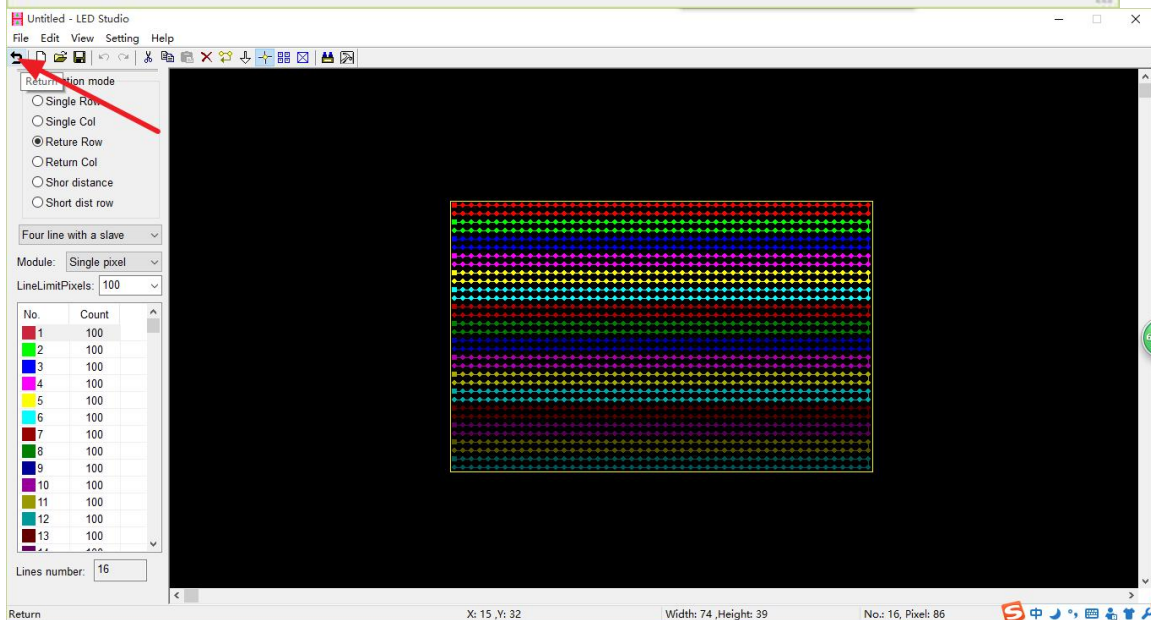 Untitled - LED Studio
File Edit View Setting Help
Return tion mode
Single Row
Single Col
Reture Row
Return Col
Shor distance
Short dist row
Four line with a slave
Module: Single pixel
LineLimitPixels: 100
No. Count
1 100
2 100
3 100
4 100
5 100
6 100
7 100
8 100
9 100
10 100
11 100
12 100
13 100
Lines number: 16
Return X: 15 ,Y: 32 Width: 74 ,Height: 39 No.: 16, Pixel: 86 中